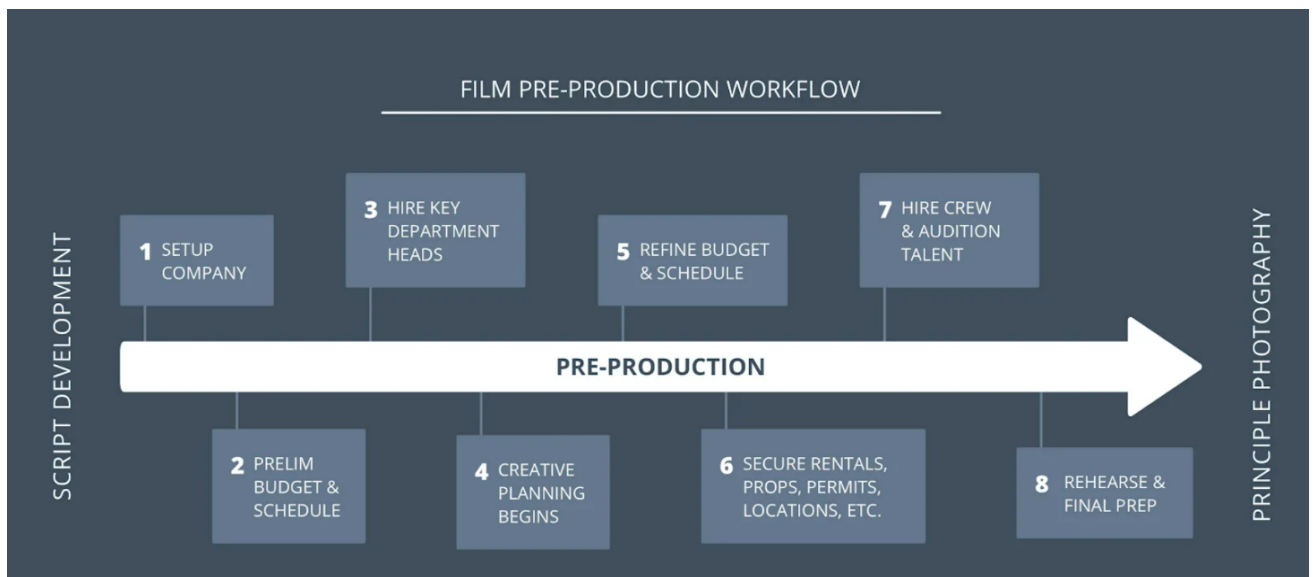 FILM PRE-PRODUCTION WORKFLOW
SCRIPT DEVELOPMENT
1 SETUP
COMPANY
2 PRELIM
BUDGET &
SCHEDULE
3 HIRE KEY
DEPARTMENT
HEADS
4 CREATIVE
PLANNING
BEGINS
5 REFINE BUDGET
& SCHEDULE
6 SECURE RENTALS,
PROPS, PERMITS,
LOCATIONS, ETC.
7 HIRE CREW
& AUDITION
TALENT
8 REHEARSE &
FINAL PREP
PRE-PRODUCTION
PRINCIPLE PHOTOGRAPHY